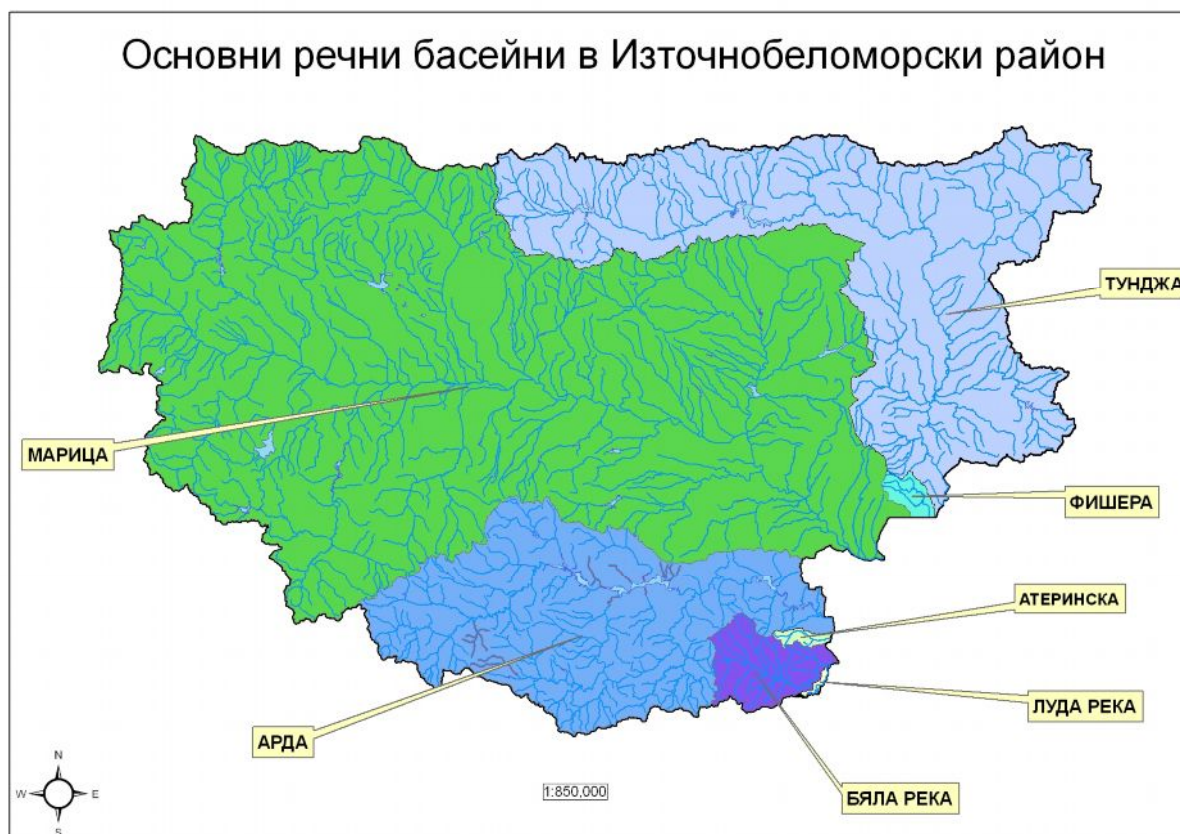 Основни речни басейни в Източнобеломорски район
ТУНДЖА
МАРИЦА
ФИШЕРА
АТЕРИНСКА
ЛУДА РЕКА
АРДА
БЯЛА РЕКА
N
W E
S
1:850,000